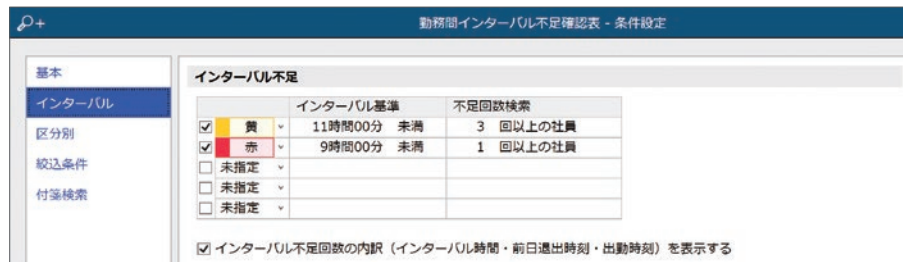 勤務間インターバル不足確認表 - 条件設定
基本
インターバル
区分別
絞込条件
付箋検索
インターバル不足
インターバル基準 不足回数検索
黄 11時間00分 未満 3 回以上の社員
赤 9時間00分 未満 1 回以上の社員
未指定
未指定
未指定
インターバル不足回数の内訳（インターバル時間・前日退出時刻・出勤時刻）を表示する